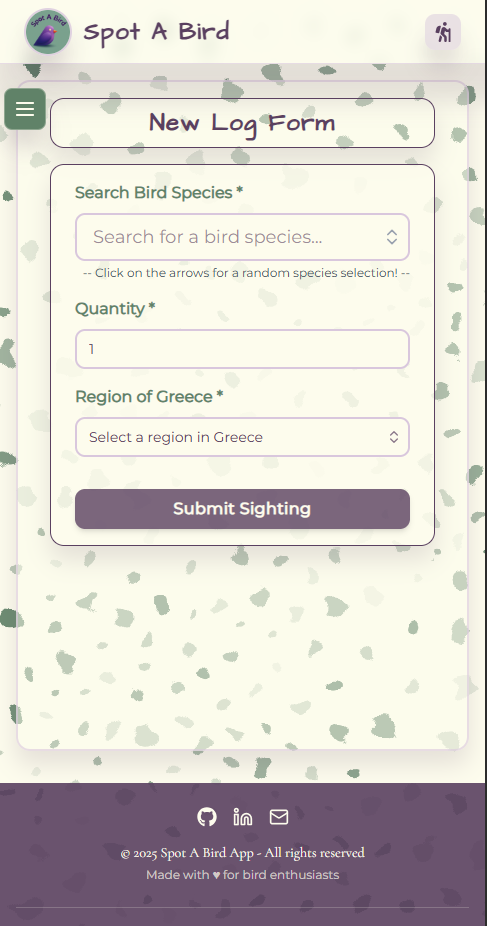 Spot A Bird
Spot A Bird
New Log Form
Search Bird Species *
Search for a bird species...
-- Click on the arrows for a random species selection! --
Quantity *
1
Region of Greece *
Select a region in Greece
Submit Sighting
© 2025 Spot A Bird App - All rights reserved
Made with ♥ for bird enthusiasts